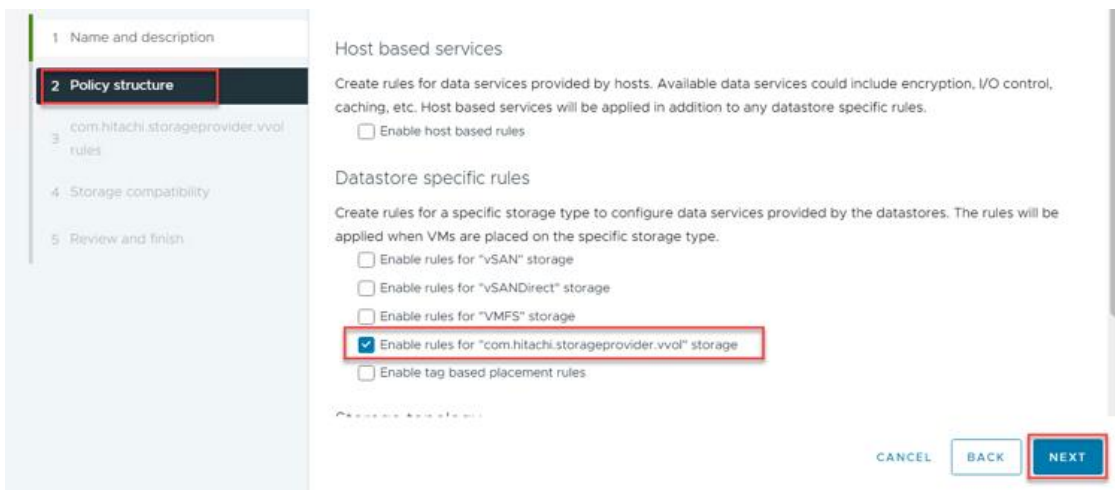 1 Name and description
2 Policy structure
3 com.hitachi.storageprovider.vvol
rules
4 Storage compatibility
5 Review and finish
Host based services
Create rules for data services provided by hosts. Available data services could include encryption, I/O control,
caching, etc. Host based services will be applied in addition to any datastore specific rules.
Enable host based rules
Datastore specific rules
Create rules for a specific storage type to configure data services provided by the datastores. The rules will be
applied when VMs are placed on the specific storage type.
Enable rules for "vSAN" storage
Enable rules for "vSANDirect" storage
Enable rules for "VMFS" storage
Enable rules for "com.hitachi.storageprovider.vvol" storage
Enable tag based placement rules
Storage topology
CANCEL BACK NEXT